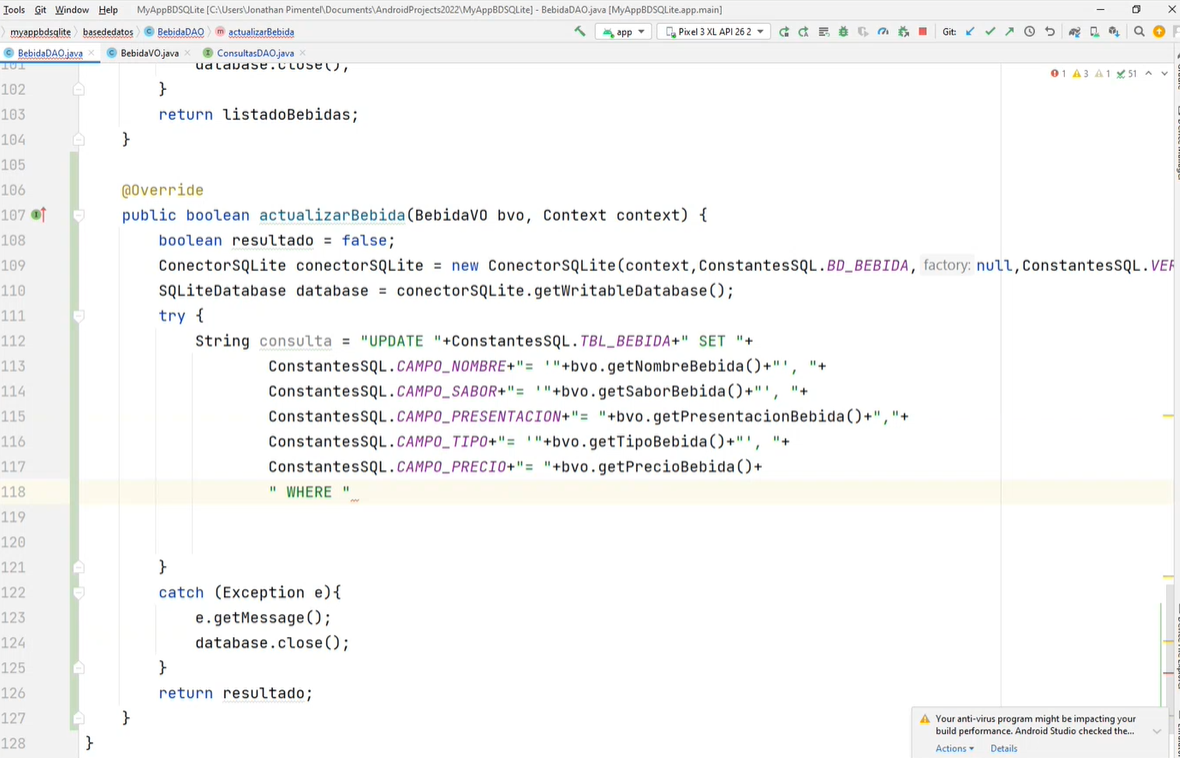 Tools Git Window Help MyAppBDSQLite [C:\Users\Jonathan Pimentel\Documents\AndroidProjects2022\MyAppBDSQLite] - BebidaDAO.java [MyAppBDSQLite.app.main]
myappbdsqlite basededatos BebidaDAO actualizarBebida app Pixel 3 XL API 26 2 Git:
BebidaDAO.java BebidaVO.java ConsultasDAO.java
1 3 1 51
101 database.close();
102 }
103 return listadoBebidas;
104 }
105
106 @Override
107 public boolean actualizarBebida(BebidaVO bvo, Context context) {
108 boolean resultado = false;
109 ConectorSQLite conectorSQLite = new ConectorSQLite(context,ConstantesSQL.BD_BEBIDA, factory: null,ConstantesSQL.VER
110 SQLiteDatabase database = conectorSQLite.getWritableDatabase();
111 try {
112 String consulta = "UPDATE "+ConstantesSQL.TBL_BEBIDA+" SET "+
113 ConstantesSQL.CAMPO_NOMBRE+"= '"+bvo.getNombreBebida()+"', "+
114 ConstantesSQL.CAMPO_SABOR+"= '"+bvo.getSaborBebida()+"', "+
115 ConstantesSQL.CAMPO_PRESENTACION+"= "+bvo.getPresentacionBebida()+","+
116 ConstantesSQL.CAMPO_TIPO+"= '"+bvo.getTipoBebida()+"', "+
117 ConstantesSQL.CAMPO_PRECIO+"= "+bvo.getPrecioBebida()+
118 " WHERE "
119
120
121 }
122 catch (Exception e){
123 e.getMessage();
124 database.close();
125 }
126 return resultado;
127 }
128 }
Your anti-virus program might be impacting your
build performance. Android Studio checked the...
Actions Details